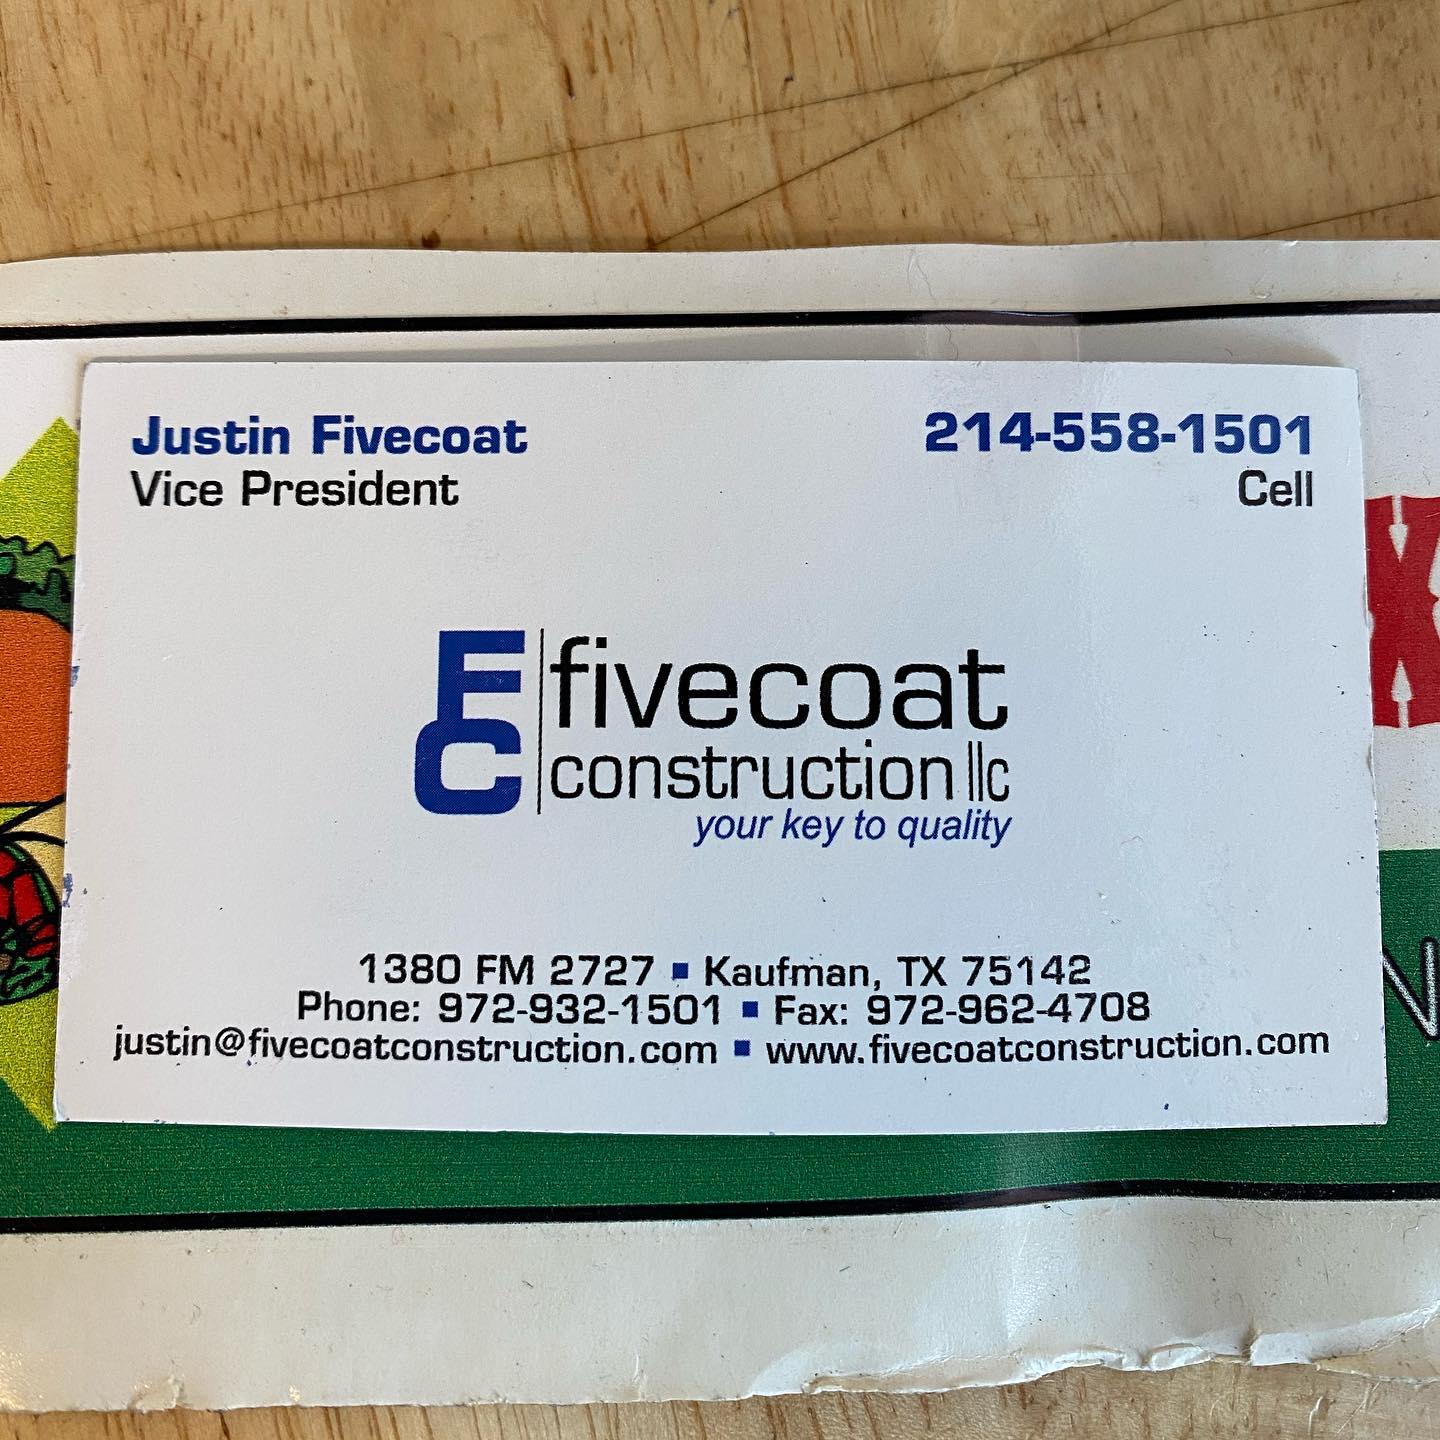 Justin Fivecoat
Vice President
214-558-1501
Cell
FC
fivecoat
construction llc
your key to quality
1380 FM 2727 ▪ Kaufman, TX 75142
Phone: 972-932-1501 ▪ Fax: 972-962-4708
justin@fivecoatconstruction.com ▪ www.fivecoatconstruction.com